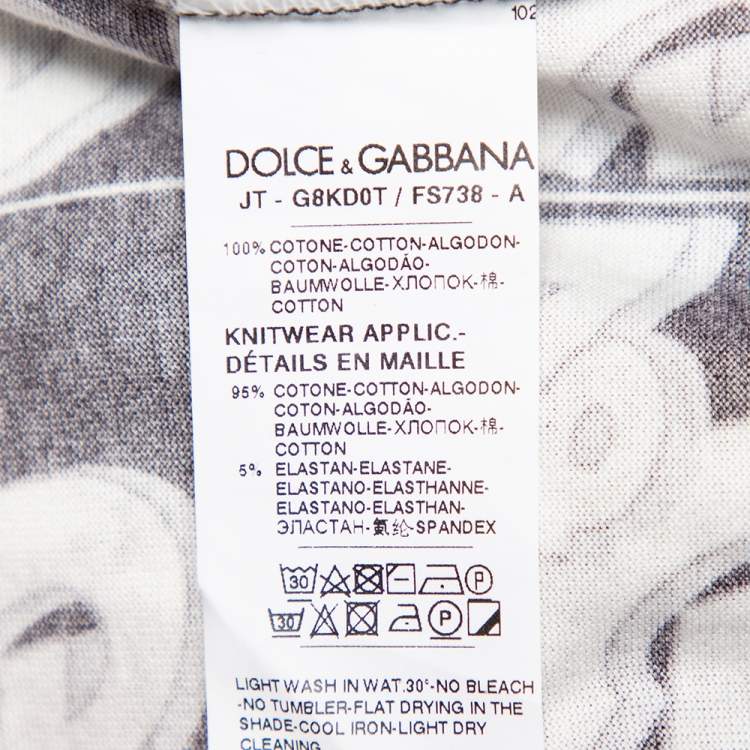 102
DOLCE & GABBANA
JT - G8KD0T / FS738 - A
100% COTONE-COTTON-ALGODON-
COTON-ALGODÃO-
BAUMWOLLE-ХЛОПОК-棉-
COTTON
KNITWEAR APPLIC.-
DÉTAILS EN MAILLE
95% COTONE-COTTON-ALGODON-
COTON-ALGODÃO-
BAUMWOLLE-ХЛОПОК-棉-
COTTON
5% ELASTAN-ELASTANE-
ELASTANO-ELASTHANNE-
ELASTANO-ELASTHAN-
ЭЛАСТАН-氨纶-SPANDEX
30 P
30 P
LIGHT WASH IN WAT.30°-NO BLEACH
-NO TUMBLER-FLAT DRYING IN THE
SHADE-COOL IRON-LIGHT DRY
CLEANING